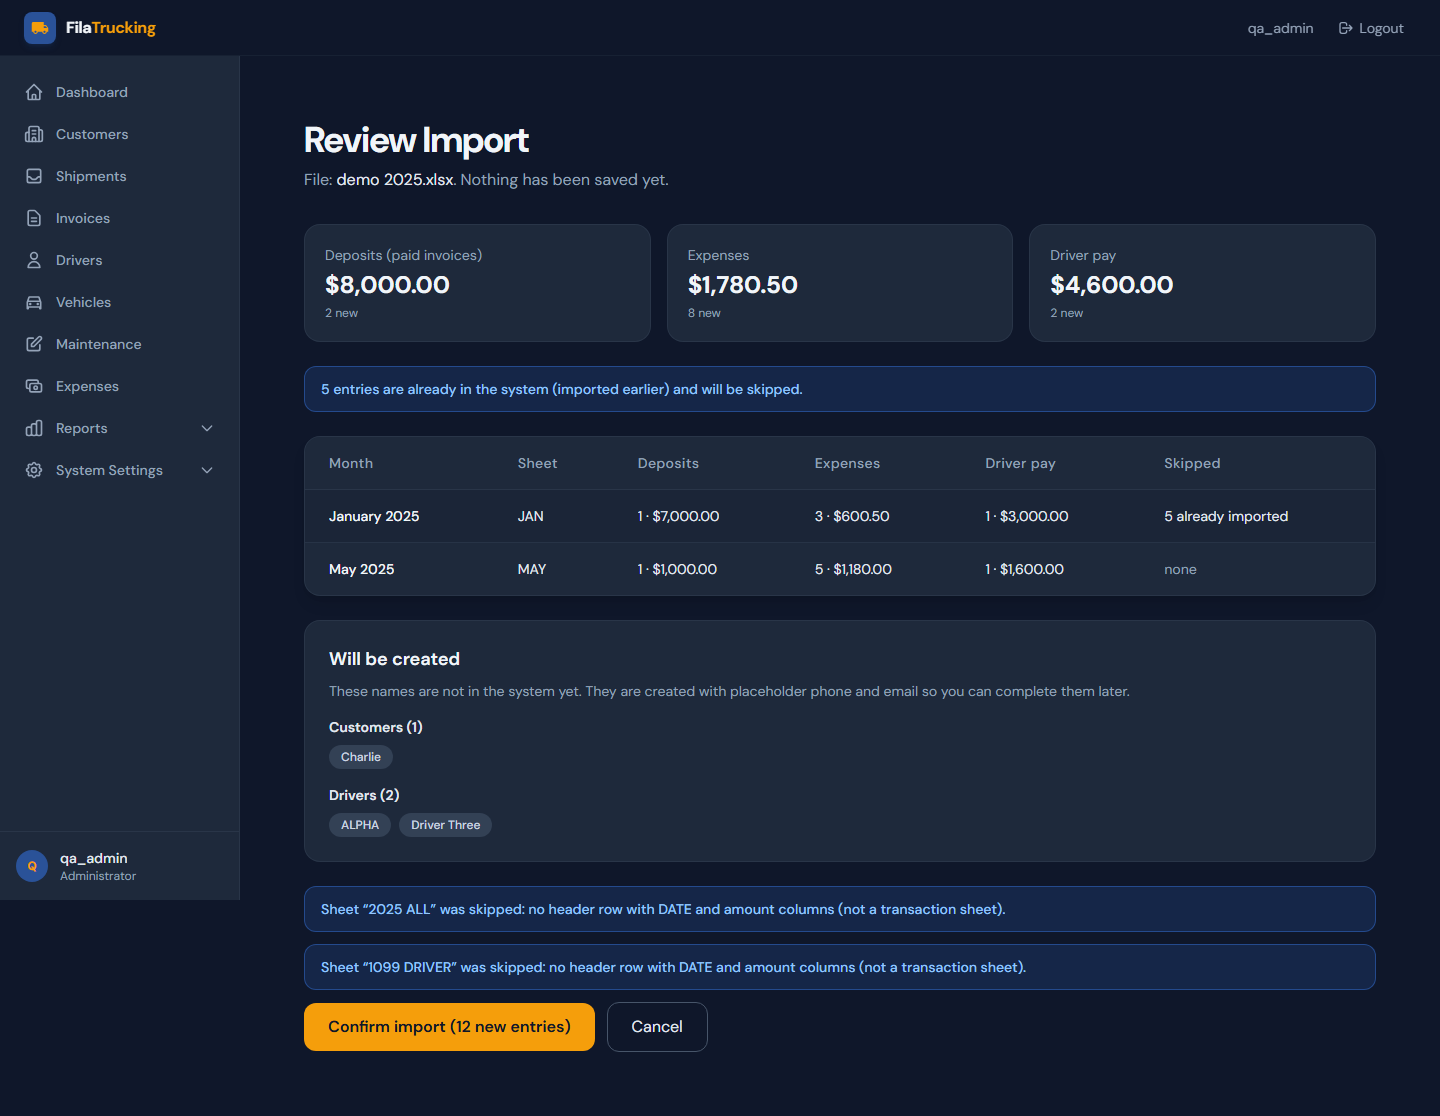 FilaTrucking
qa_admin
Logout
Dashboard
Customers
Shipments
Invoices
Drivers
Vehicles
Maintenance
Expenses
Reports
System Settings
Q
qa_admin
Administrator
Review Import
File: demo 2025.xlsx. Nothing has been saved yet.
Deposits (paid invoices)
$8,000.00
2 new
Expenses
$1,780.50
8 new
Driver pay
$4,600.00
2 new
5 entries are already in the system (imported earlier) and will be skipped.
Month Sheet Deposits Expenses Driver pay Skipped
January 2025 JAN 1 · $7,000.00 3 · $600.50 1 · $3,000.00 5 already imported
May 2025 MAY 1 · $1,000.00 5 · $1,180.00 1 · $1,600.00 none
Will be created
These names are not in the system yet. They are created with placeholder phone and email so you can complete them later.
Customers (1)
Charlie
Drivers (2)
ALPHA Driver Three
Sheet “2025 ALL” was skipped: no header row with DATE and amount columns (not a transaction sheet).
Sheet “1099 DRIVER” was skipped: no header row with DATE and amount columns (not a transaction sheet).
Confirm import (12 new entries) Cancel